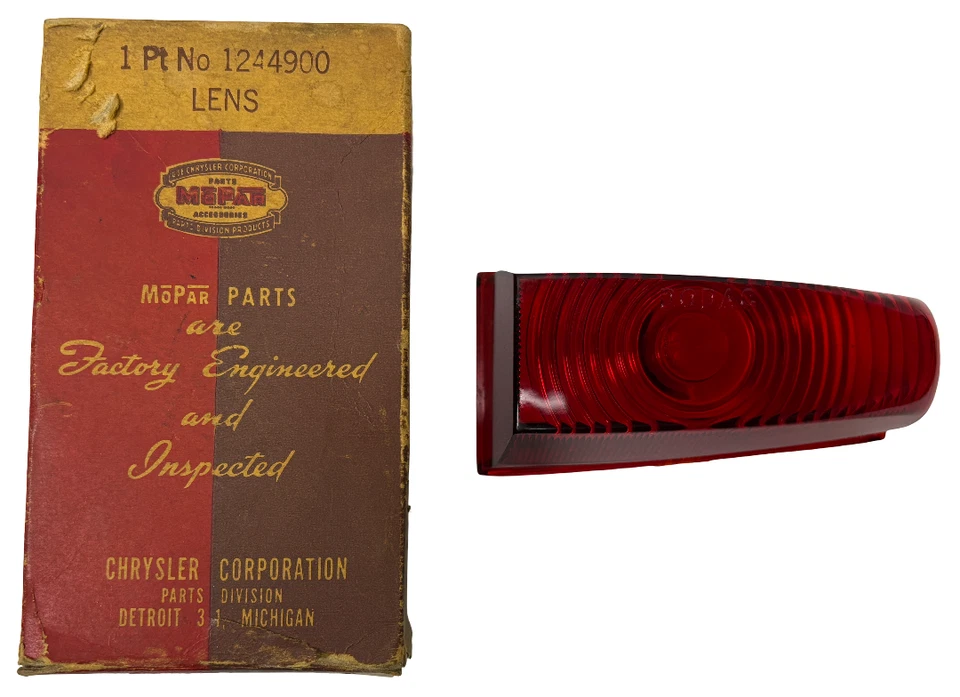 1 Pt No 1244900
LENS
CHRYSLER CORPORATION
PARTS
MOPAR
ACCESSORIES
PARTS DIVISION PRODUCTS
MOPAR PARTS
are
Factory Engineered
and
Inspected
CHRYSLER CORPORATION
PARTS DIVISION
DETROIT 31, MICHIGAN